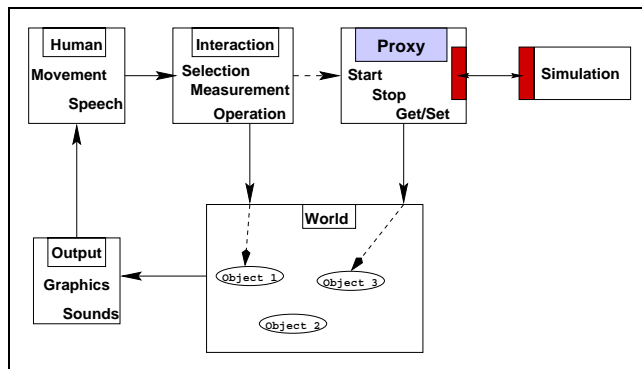 Human
Movement
Speech
Interaction
Selection
Measurement
Operation
Proxy
Start
Stop
Get/Set
Simulation
World
Object 1
Object 3
Object 2
Output
Graphics
Sounds